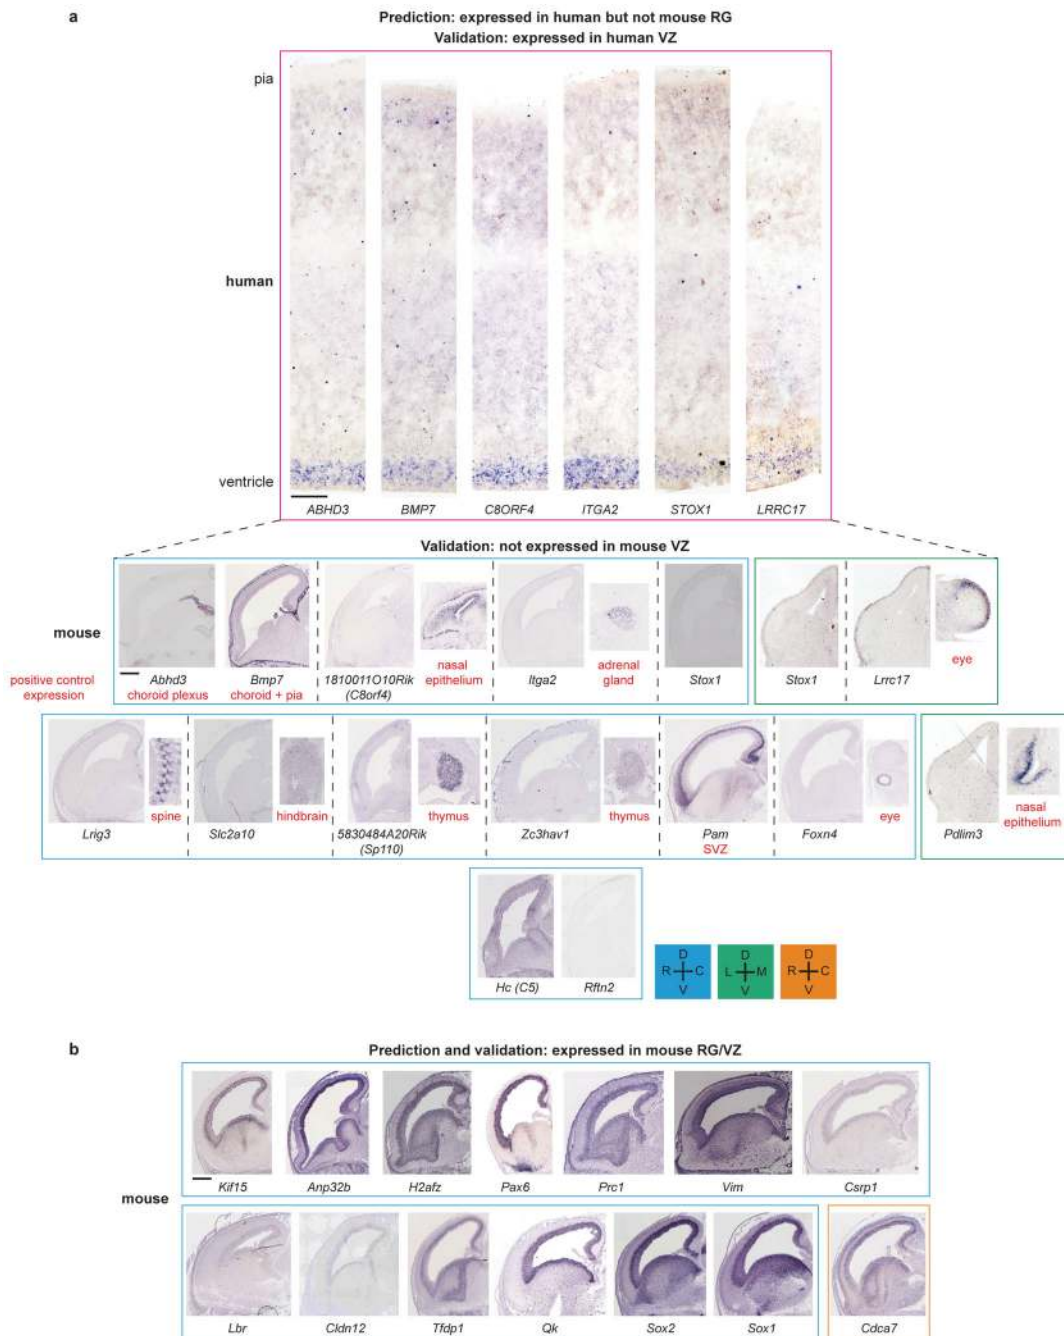 a
Prediction: expressed in human but not mouse RG
Validation: expressed in human VZ
pia
human
ventricle
ABHD3 BMP7 C8ORF4 ITGA2 STOX1 LRRC17
Validation: not expressed in mouse VZ
mouse
positive control
expression
Abhd3
choroid plexus
Bmp7
choroid + pia
1810011O10Rik
(C8orf4)
nasal
epithelium
Itga2
adrenal
gland
Stox1
Stox1
Lrrc17
eye
Lrig3
spine
Slc2a10
hindbrain
5830484A20Rik
(Sp110)
thymus
Zc3hav1
thymus
Pam
SVZ
Foxn4
eye
Pdlim3
nasal
epithelium
Hc (C5)
Rftn2
D
R C
V
D
L M
V
D
R C
V
b
Prediction and validation: expressed in mouse RG/VZ
mouse
Kif15 Anp32b H2afz Pax6 Prc1 Vim Csrp1
Lbr Cldn12 Tfdp1 Qk Sox2 Sox1 Cdca7